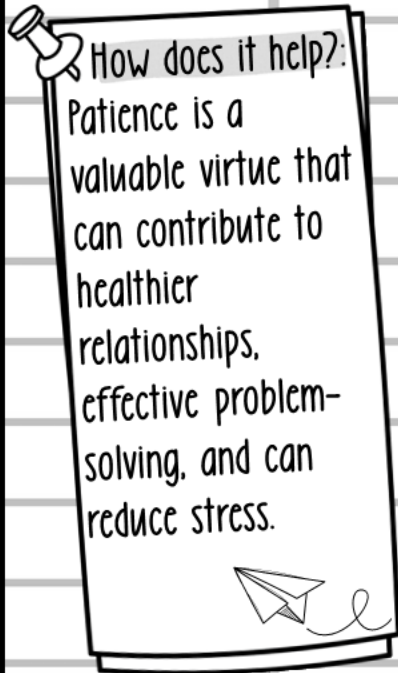 How does it help?:
Patience is a
valuable virtue that
can contribute to
healthier
relationships,
effective problem-
solving, and can
reduce stress.